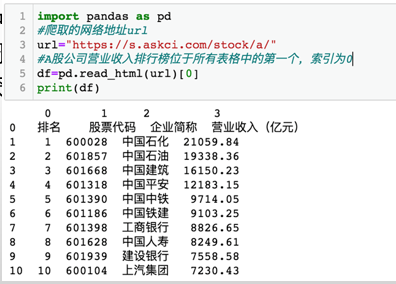 1 import pandas as pd
2 #爬取的网络地址url
3 url="https://s.askci.com/stock/a/"
4 #A股公司营业收入排行榜位于所有表格中的第一个，索引为0
5 df=pd.read_html(url)[0]
6 print(df)
0 1 2 3
0 排名 股票代码 企业简称 营业收入（亿元）
1 1 600028 中国石化 21059.84
2 2 601857 中国石油 19338.36
3 3 601668 中国建筑 16150.23
4 4 601318 中国平安 12183.15
5 5 601390 中国中铁 9714.05
6 6 601186 中国铁建 9103.25
7 7 601398 工商银行 8826.65
8 8 601628 中国人寿 8249.61
9 9 601939 建设银行 7558.58
10 10 600104 上汽集团 7230.43